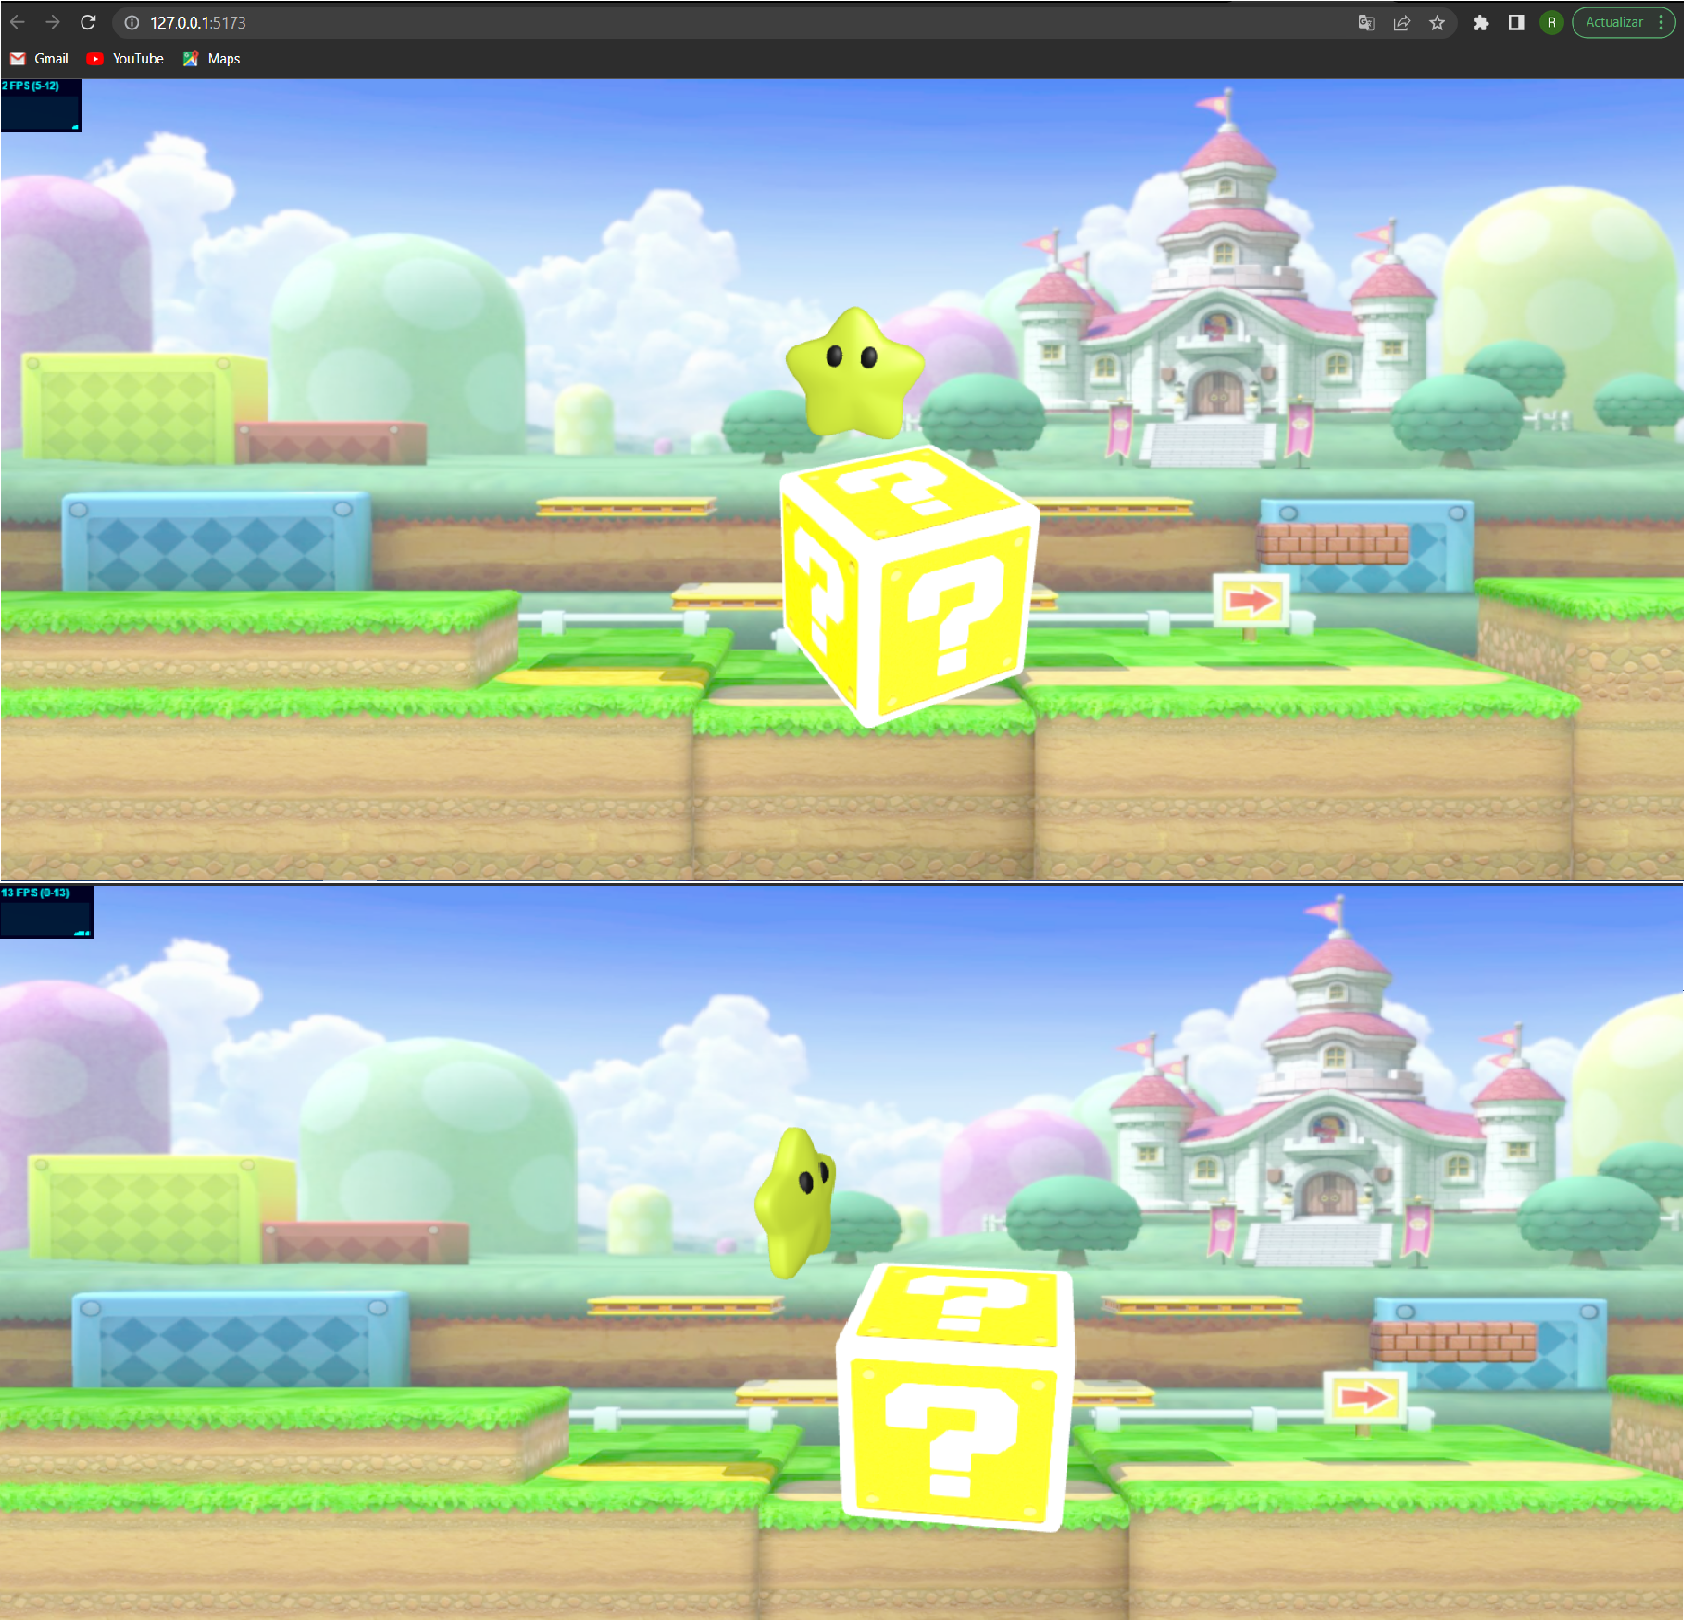 127.0.0.1:5173
Actualizar
Gmail
YouTube
Maps
2 FPS (5-12)
?
?
?
13 FPS (0-13)
?
?